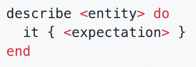 describe <entity> do
  it { <expectation> }
end